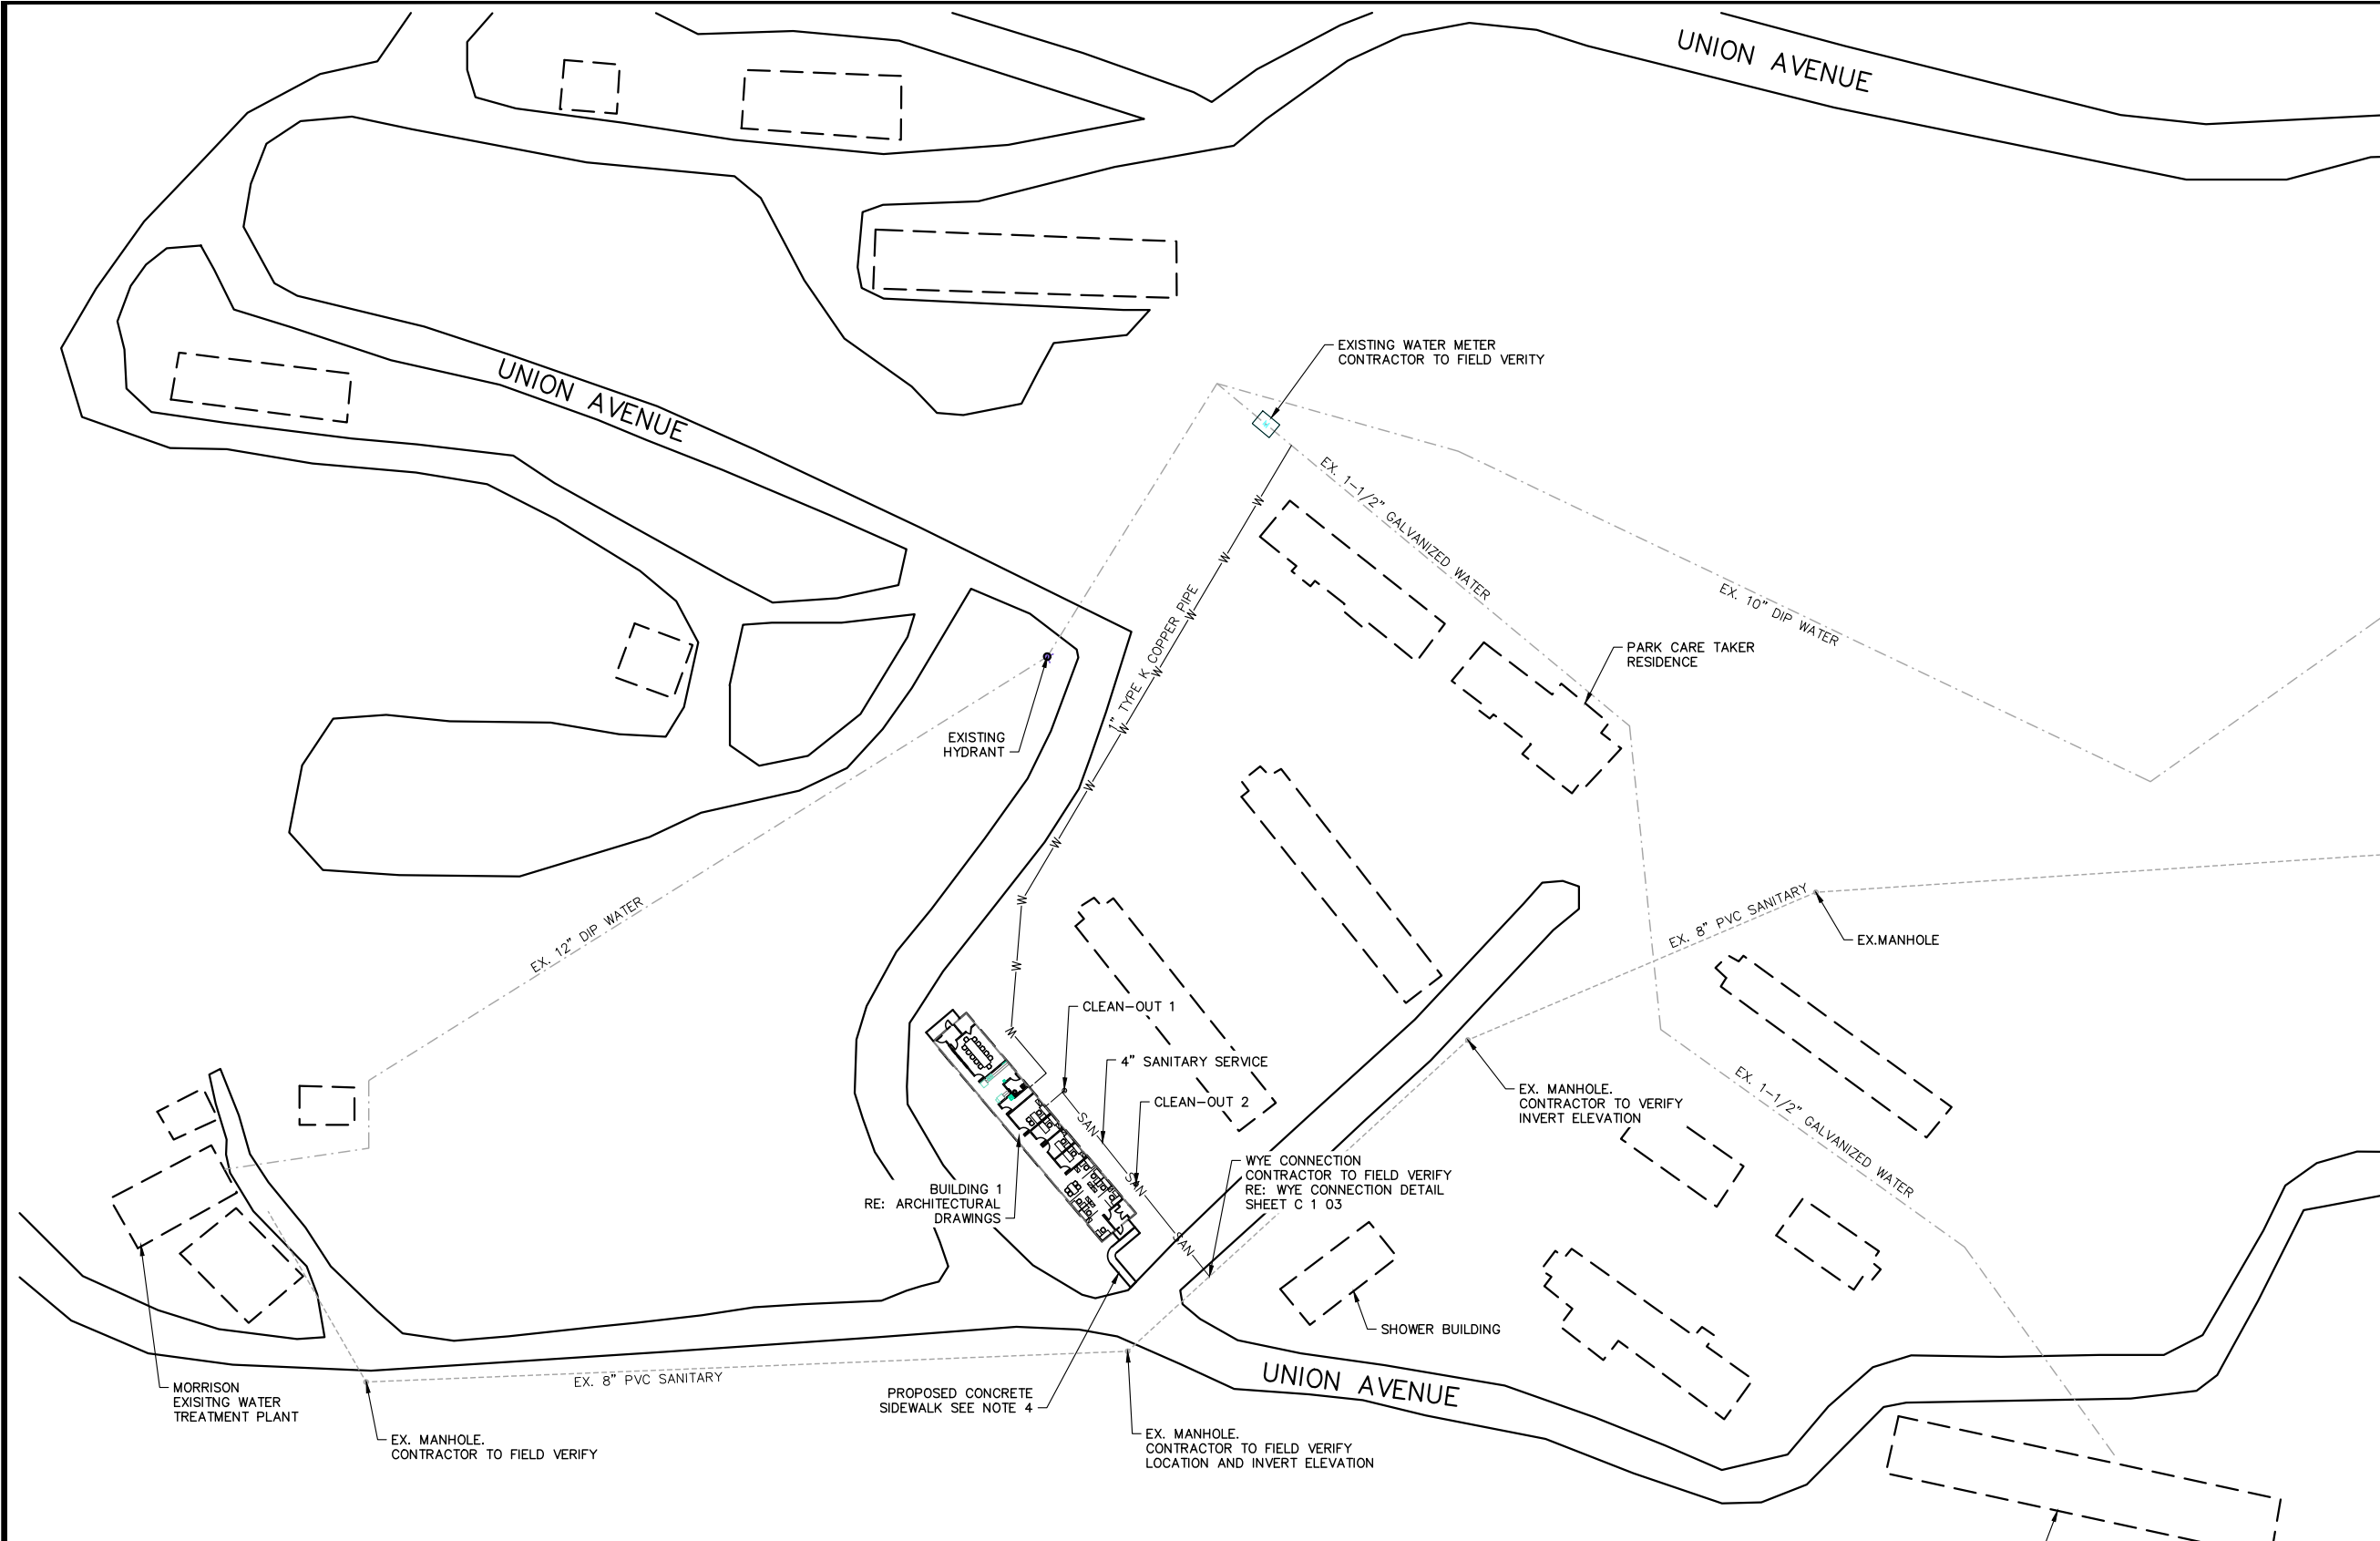 UNION AVENUE
EXISTING WATER METER
CONTRACTOR TO FIELD VERITY
UNION AVENUE
EX. 1-1/2" GALVANIZED WATER
W
W
W
W
W
W
W
W
W
W
1" TYPE K COPPER PIPE
EX. 10" DIP WATER
PARK CARE TAKER
RESIDENCE
EXISTING
HYDRANT
EX. 12" DIP WATER
EX. 8" PVC SANITARY
EX.MANHOLE
CLEAN-OUT 1
4" SANITARY SERVICE
CLEAN-OUT 2
SAN
SAN
SAN
EX. MANHOLE.
CONTRACTOR TO VERIFY
INVERT ELEVATION
EX. 1-1/2" GALVANIZED WATER
WYE CONNECTION
CONTRACTOR TO FIELD VERIFY
RE: WYE CONNECTION DETAIL
SHEET C 1 03
BUILDING 1
RE: ARCHITECTURAL
DRAWINGS
SHOWER BUILDING
UNION AVENUE
EX. 8" PVC SANITARY
MORRISON
EXISITNG WATER
TREATMENT PLANT
PROPOSED CONCRETE
SIDEWALK SEE NOTE 4
EX. MANHOLE.
CONTRACTOR TO FIELD VERIFY
EX. MANHOLE.
CONTRACTOR TO FIELD VERIFY
LOCATION AND INVERT ELEVATION